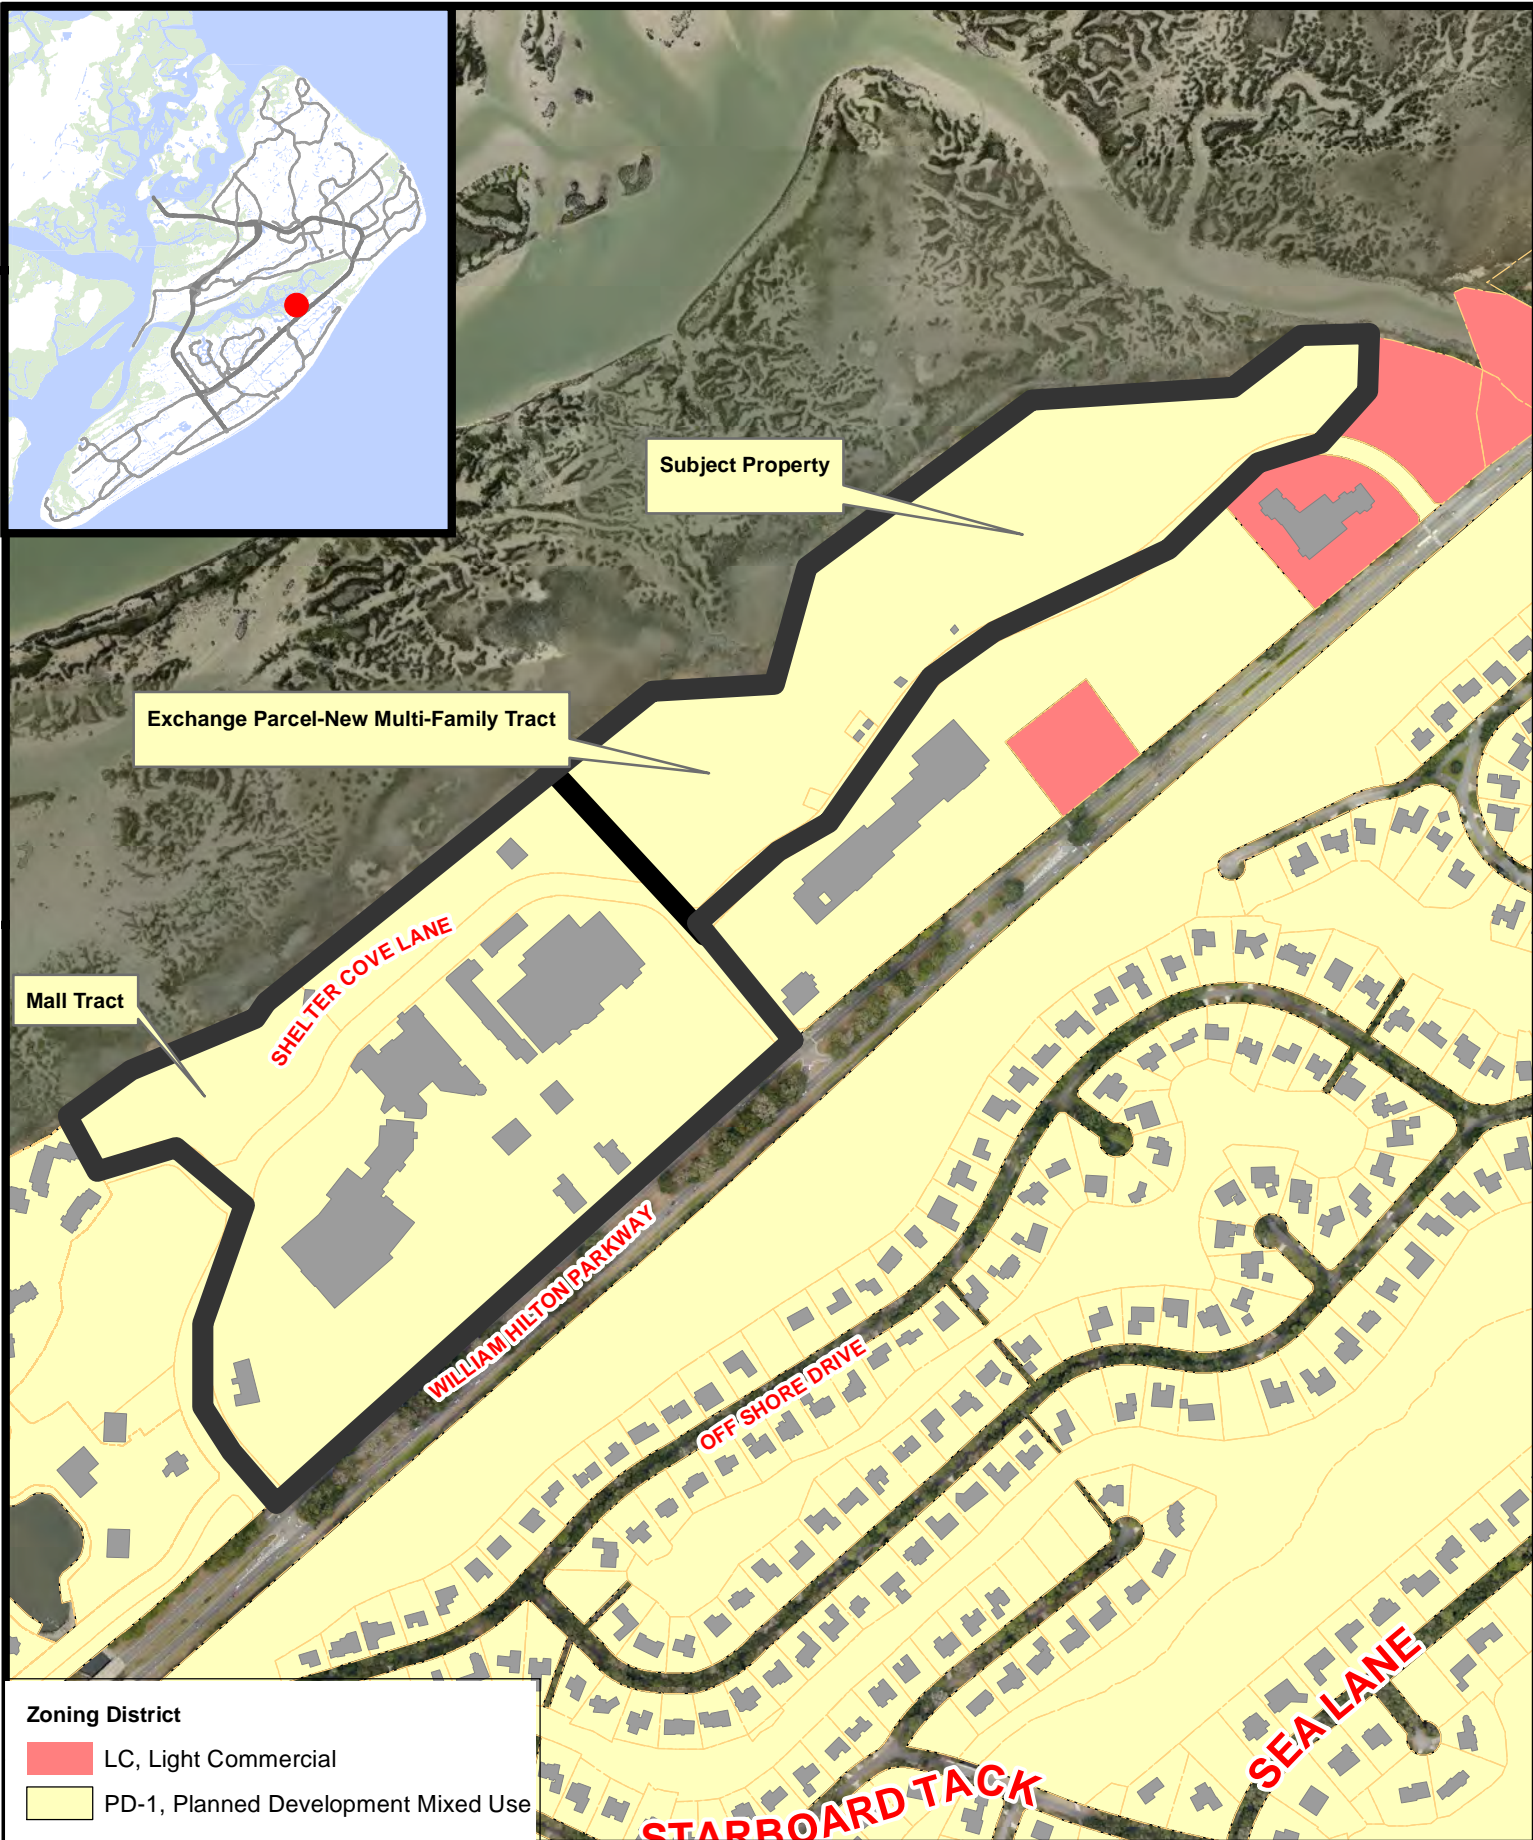 Subject Property
Exchange Parcel-New Multi-Family Tract
SHELTER COVE LANE
Mall Tract
WILLIAM HILTON PARKWAY
OFF SHORE DRIVE
SEA LANE
STARBOARD TACK
Zoning District
LC, Light Commercial
PD-1, Planned Development Mixed Use